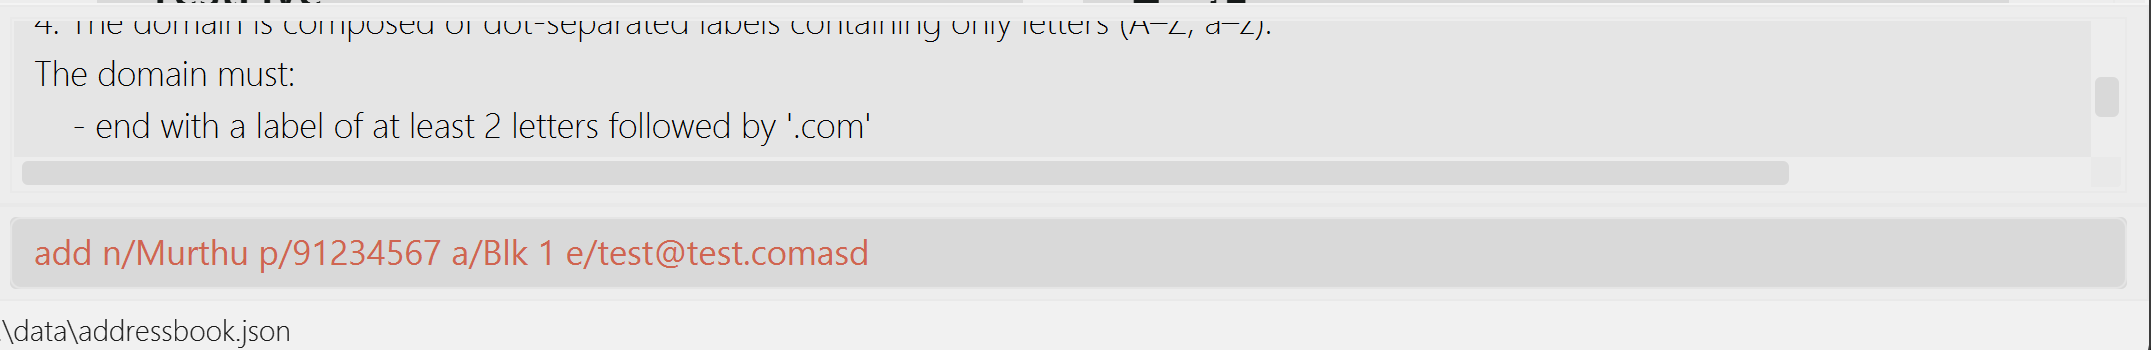 4. The domain is composed of dot-separated labels containing only letters (A–Z, a–z).
The domain must:
- end with a label of at least 2 letters followed by '.com'
add n/Murthu p/91234567 a/Blk 1 e/test@test.comasd
\data\addressbook.json